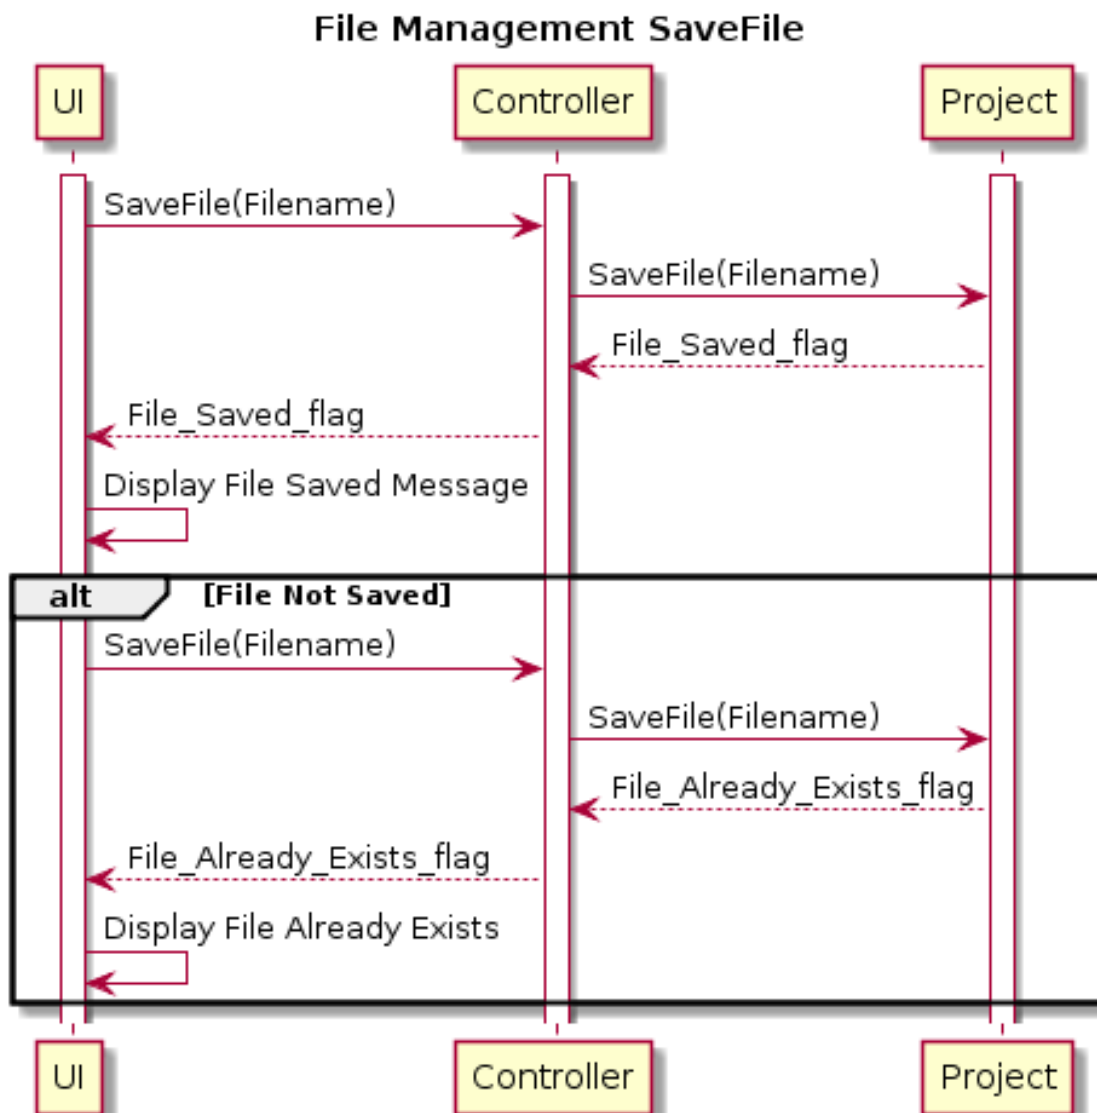 File Management SaveFile
UI
Controller
Project
SaveFile(Filename)
SaveFile(Filename)
File_Saved_flag
File_Saved_flag
Display File Saved Message
alt
[File Not Saved]
SaveFile(Filename)
SaveFile(Filename)
File_Already_Exists_flag
File_Already_Exists_flag
Display File Already Exists
UI
Controller
Project